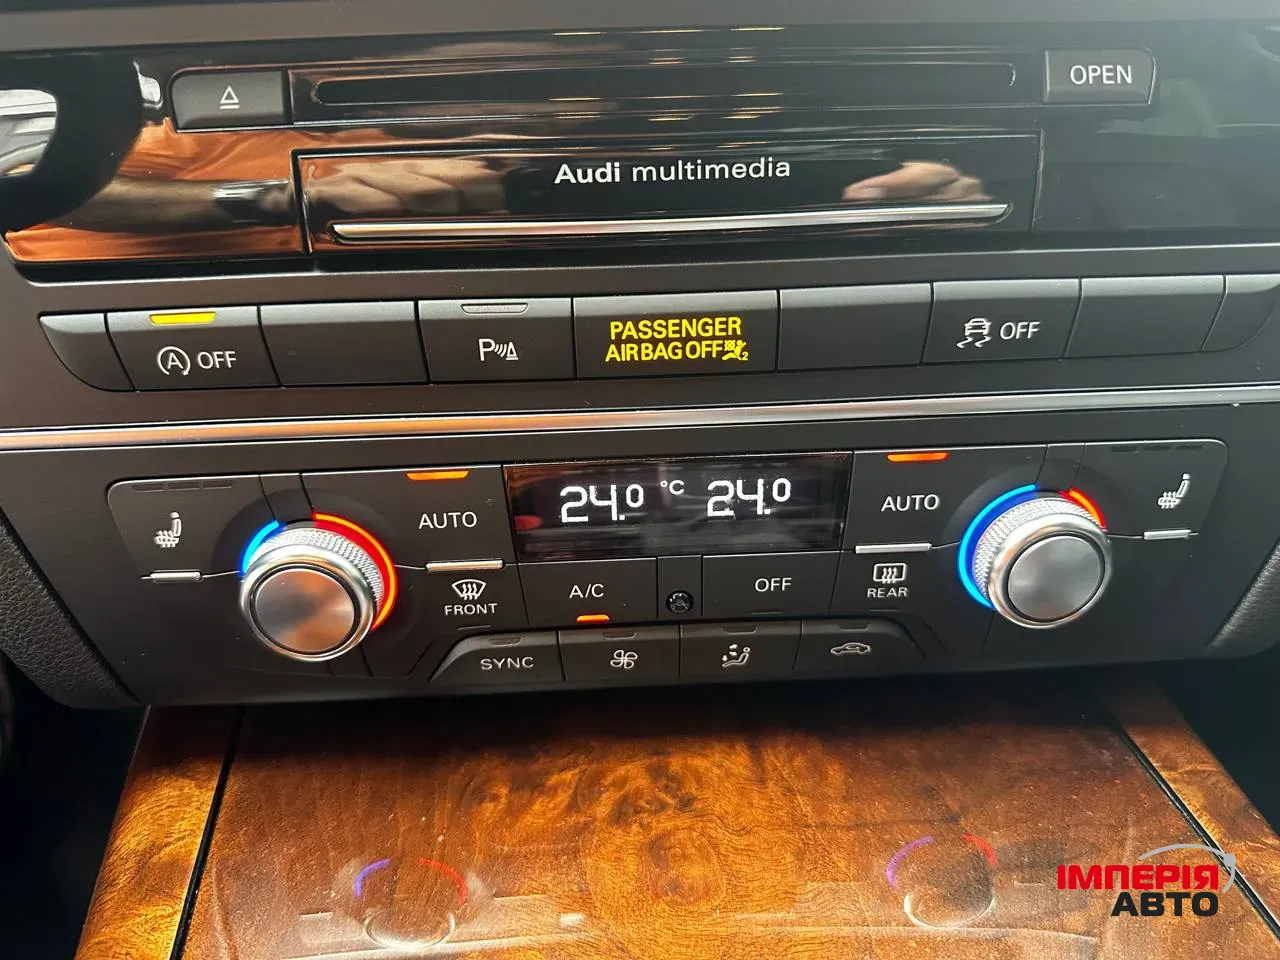 OPEN
Audi multimedia
A OFF
P
PASSENGER
AIRBAG OFF 2
OFF
AUTO
24.0 °C 24.0
AUTO
FRONT
A/C
OFF
REAR
SYNC
ІМПЕРІЯ
АВТО